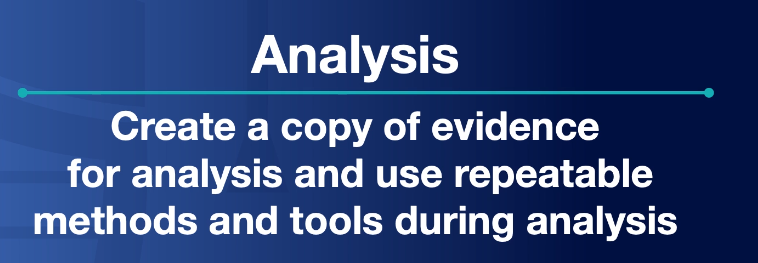 Analysis
Create a copy of evidence
for analysis and use repeatable
methods and tools during analysis